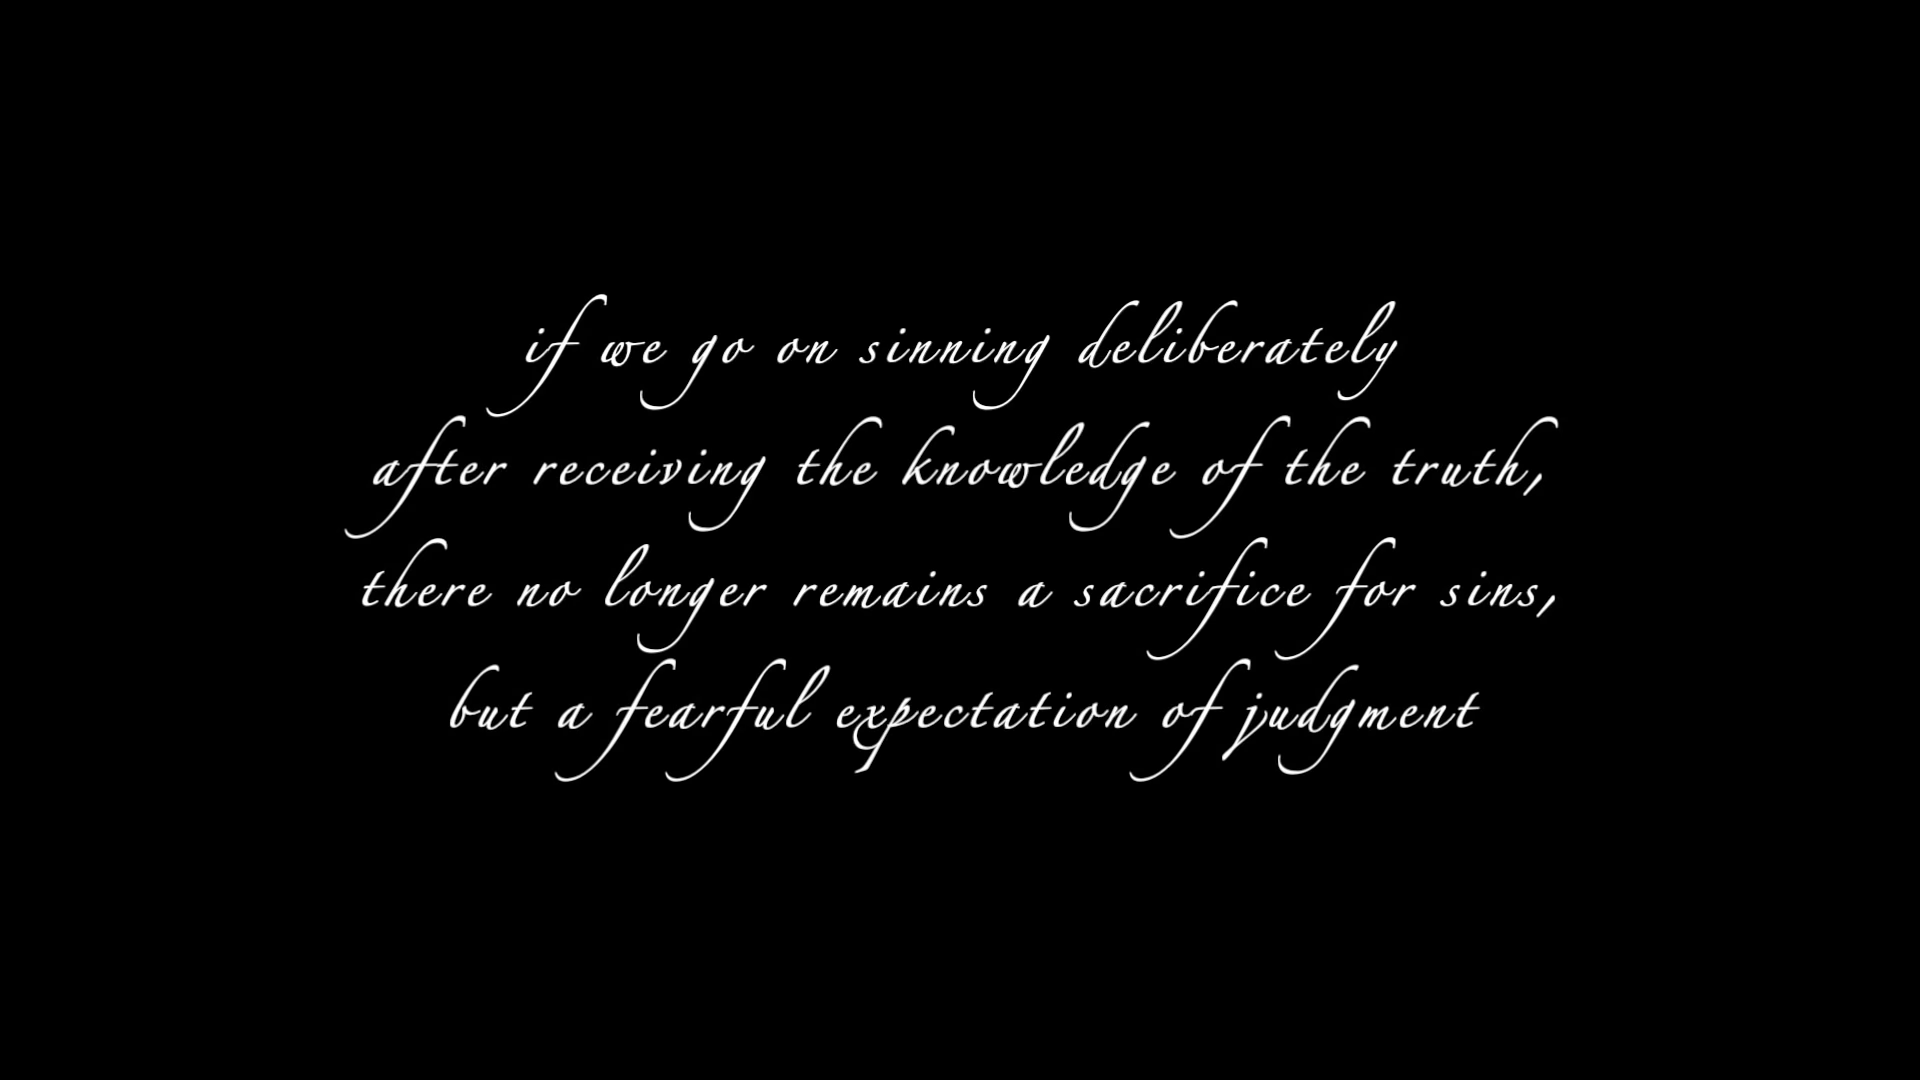 if we go on sinning deliberately
after receiving the knowledge of the truth,
there no longer remains a sacrifice for sins,
but a fearful expectation of judgment